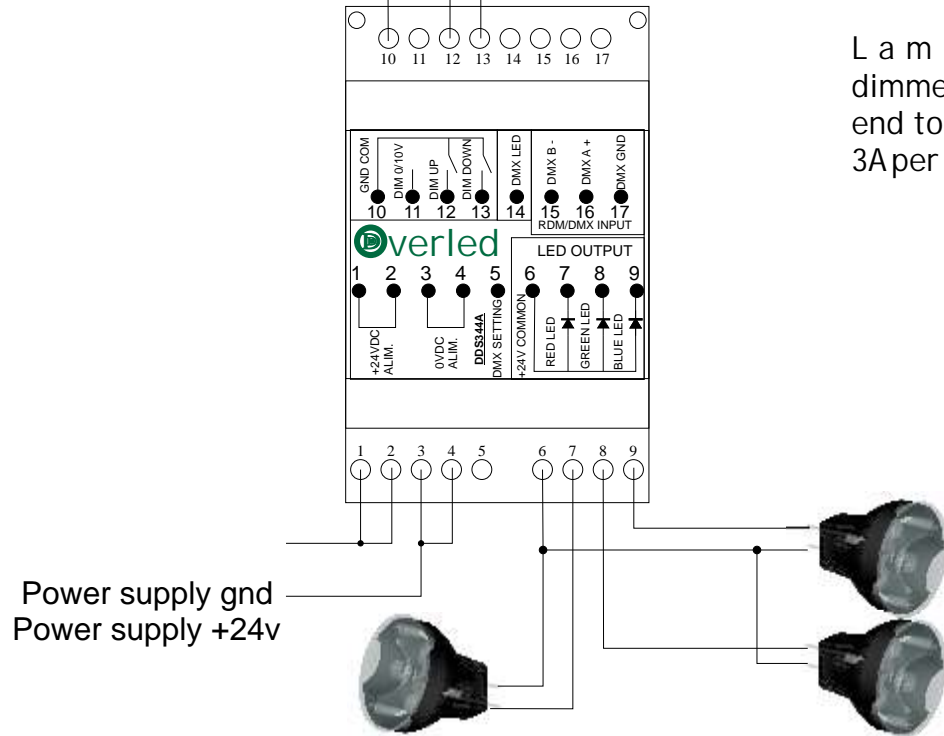 10 11 12 13 14 15 16 17
L a m
dimme
end to
3A per
GND COM
DIM 0/10V
DIM UP
DIM DOWN
DMX LED
DMX B -
DMX A +
DMX GND
10 11 12 13 14 15 16 17
RDM/DMX INPUT
Dverled
LED OUTPUT
1 2 3 4 5 6 7 8 9
+24VDC
ALIM.
0VDC
ALIM.
DDS344A
DMX SETTING
+24V COMMON
RED LED
GREEN LED
BLUE LED
1 2 3 4 5 6 7 8 9
Power supply gnd
Power supply +24v